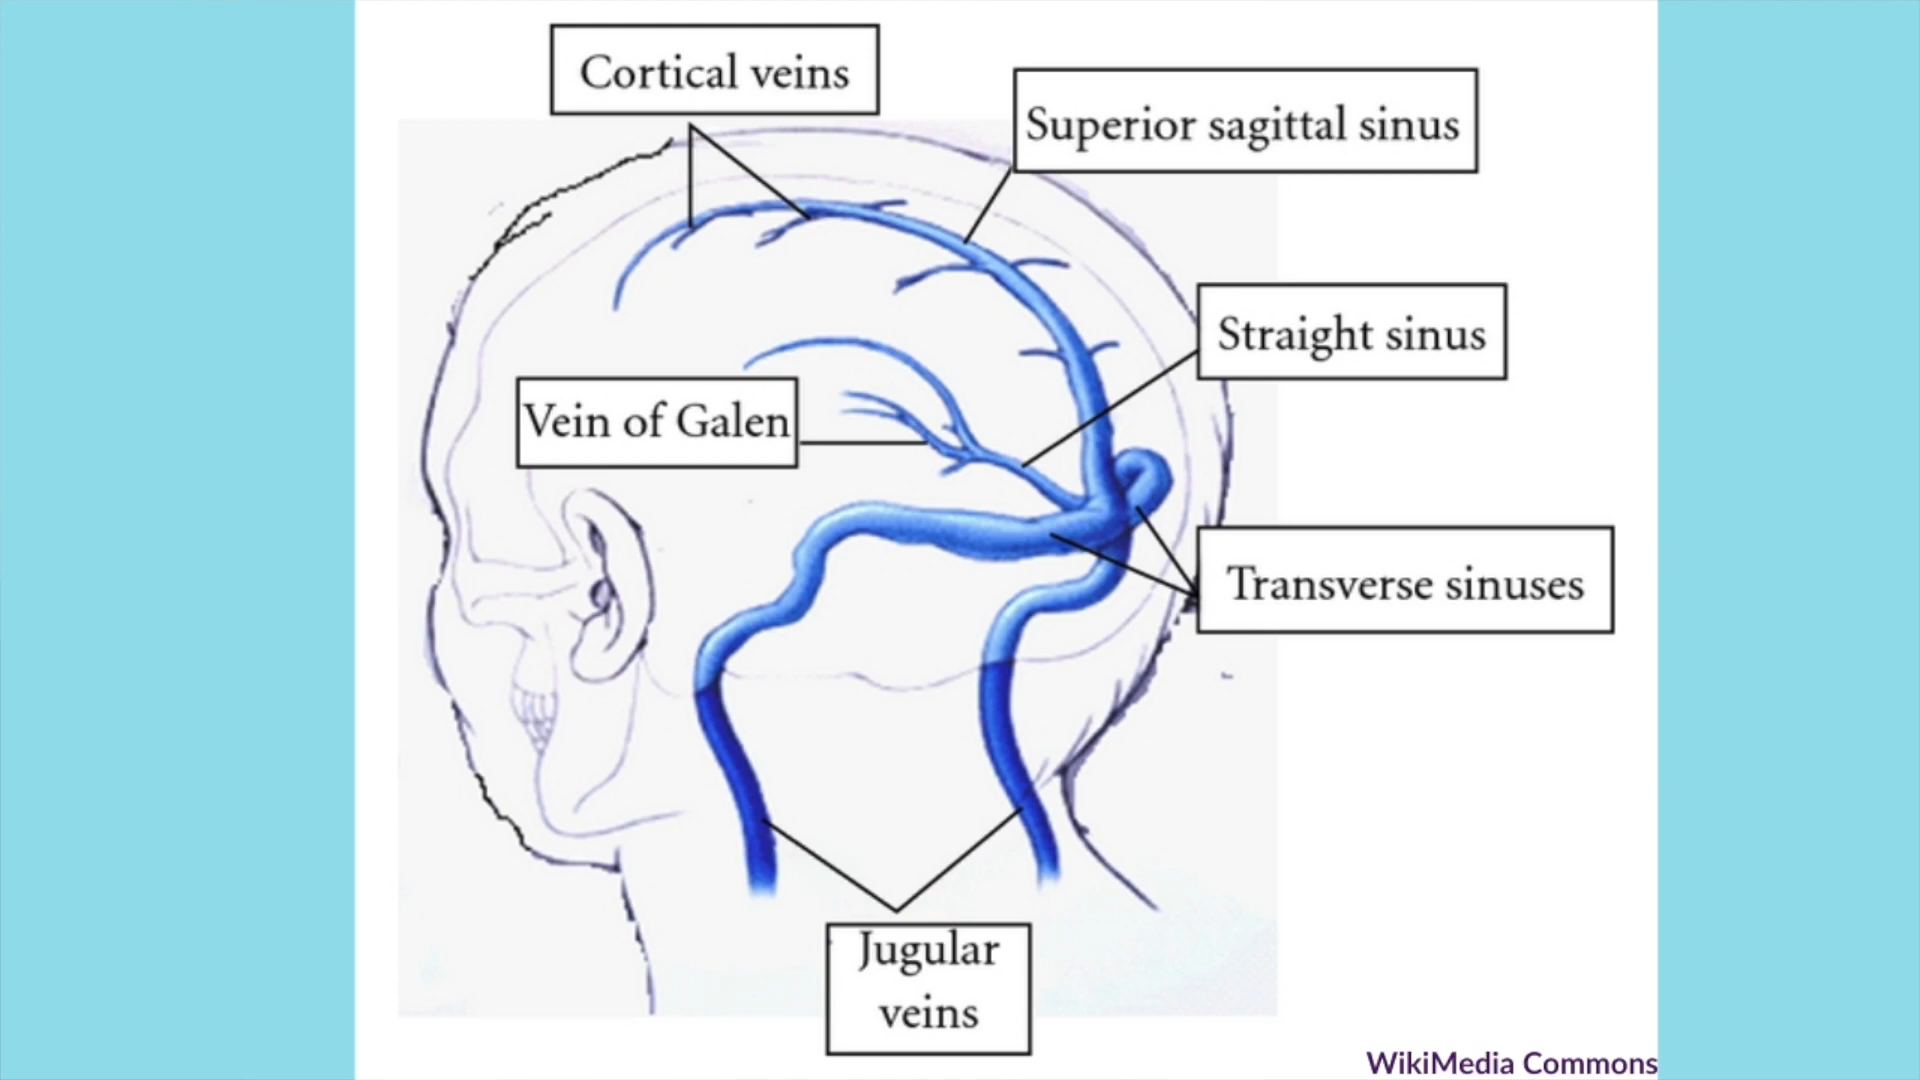 Cortical veins
Superior sagittal sinus
Straight sinus
Vein of Galen
Transverse sinuses
Jugular
veins
WikiMedia Commons